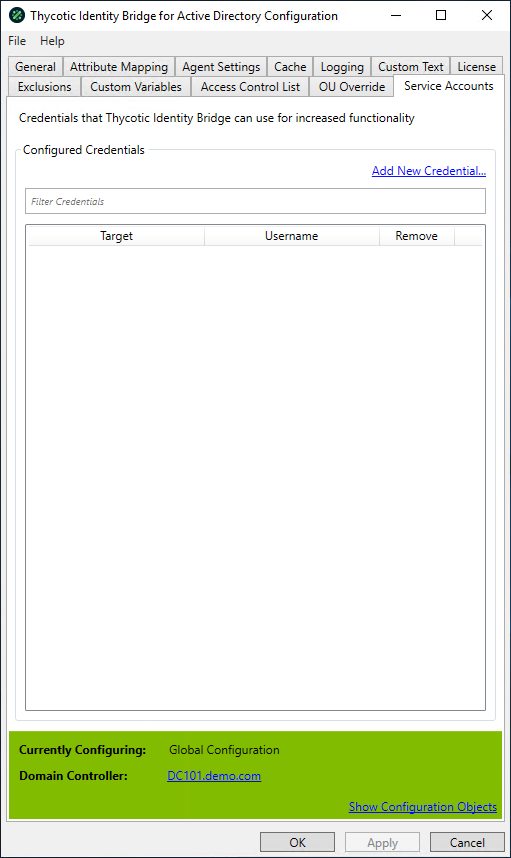 Thycotic Identity Bridge for Active Directory Configuration
File Help
General Attribute Mapping Agent Settings Cache Logging Custom Text License
Exclusions Custom Variables Access Control List OU Override Service Accounts
Credentials that Thycotic Identity Bridge can use for increased functionality
Configured Credentials
Add New Credential...
Filter Credentials
Target Username Remove
Currently Configuring: Global Configuration
Domain Controller: DC101.demo.com
Show Configuration Objects
OK Apply Cancel